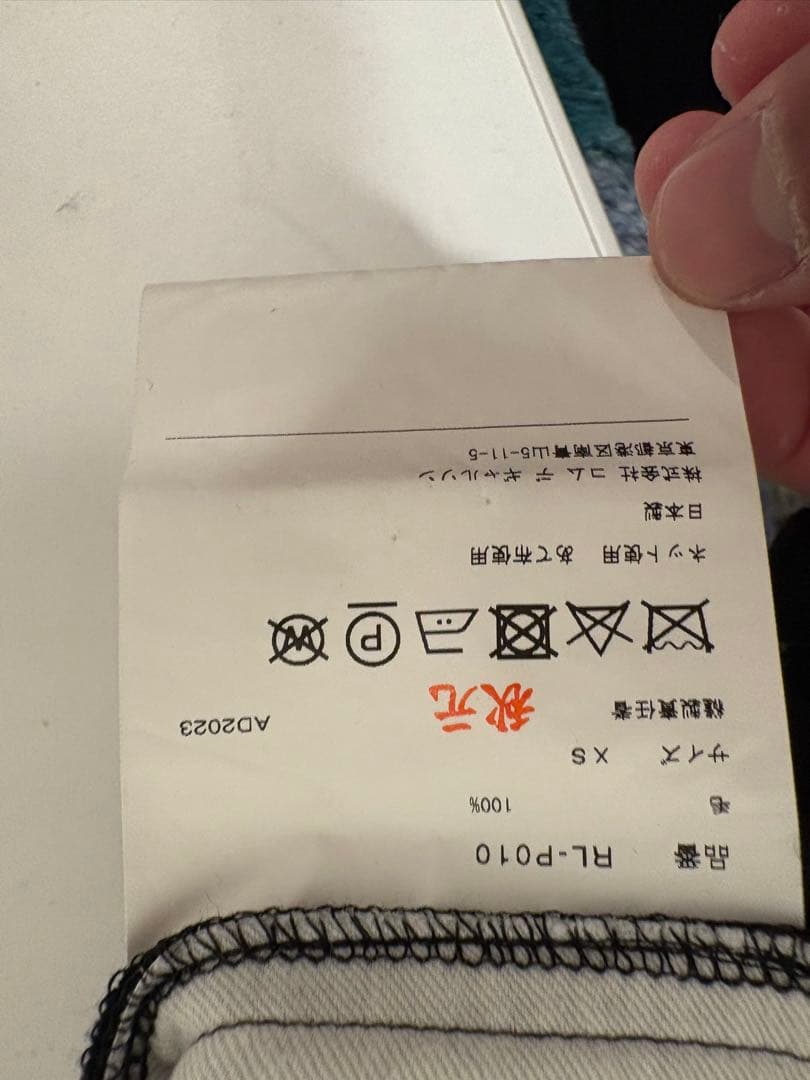 品番 RL-P010
毛 100%
サイズ XS
縫製責任者 秋元 AD2023
P W
ネット使用 あて布使用
日本製
株式会社 コム デ ギャルソン
東京都港区南青山5-11-5